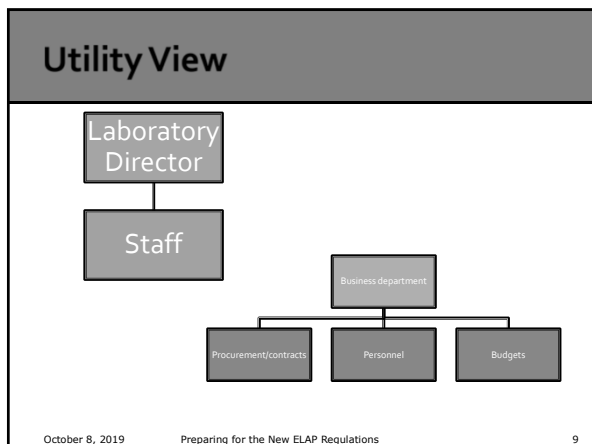 Utility View
Laboratory
Director
Staff
Business department
Procurement/contracts
Personnel
Budgets
October 8, 2019
Preparing for the New ELAP Regulations
9